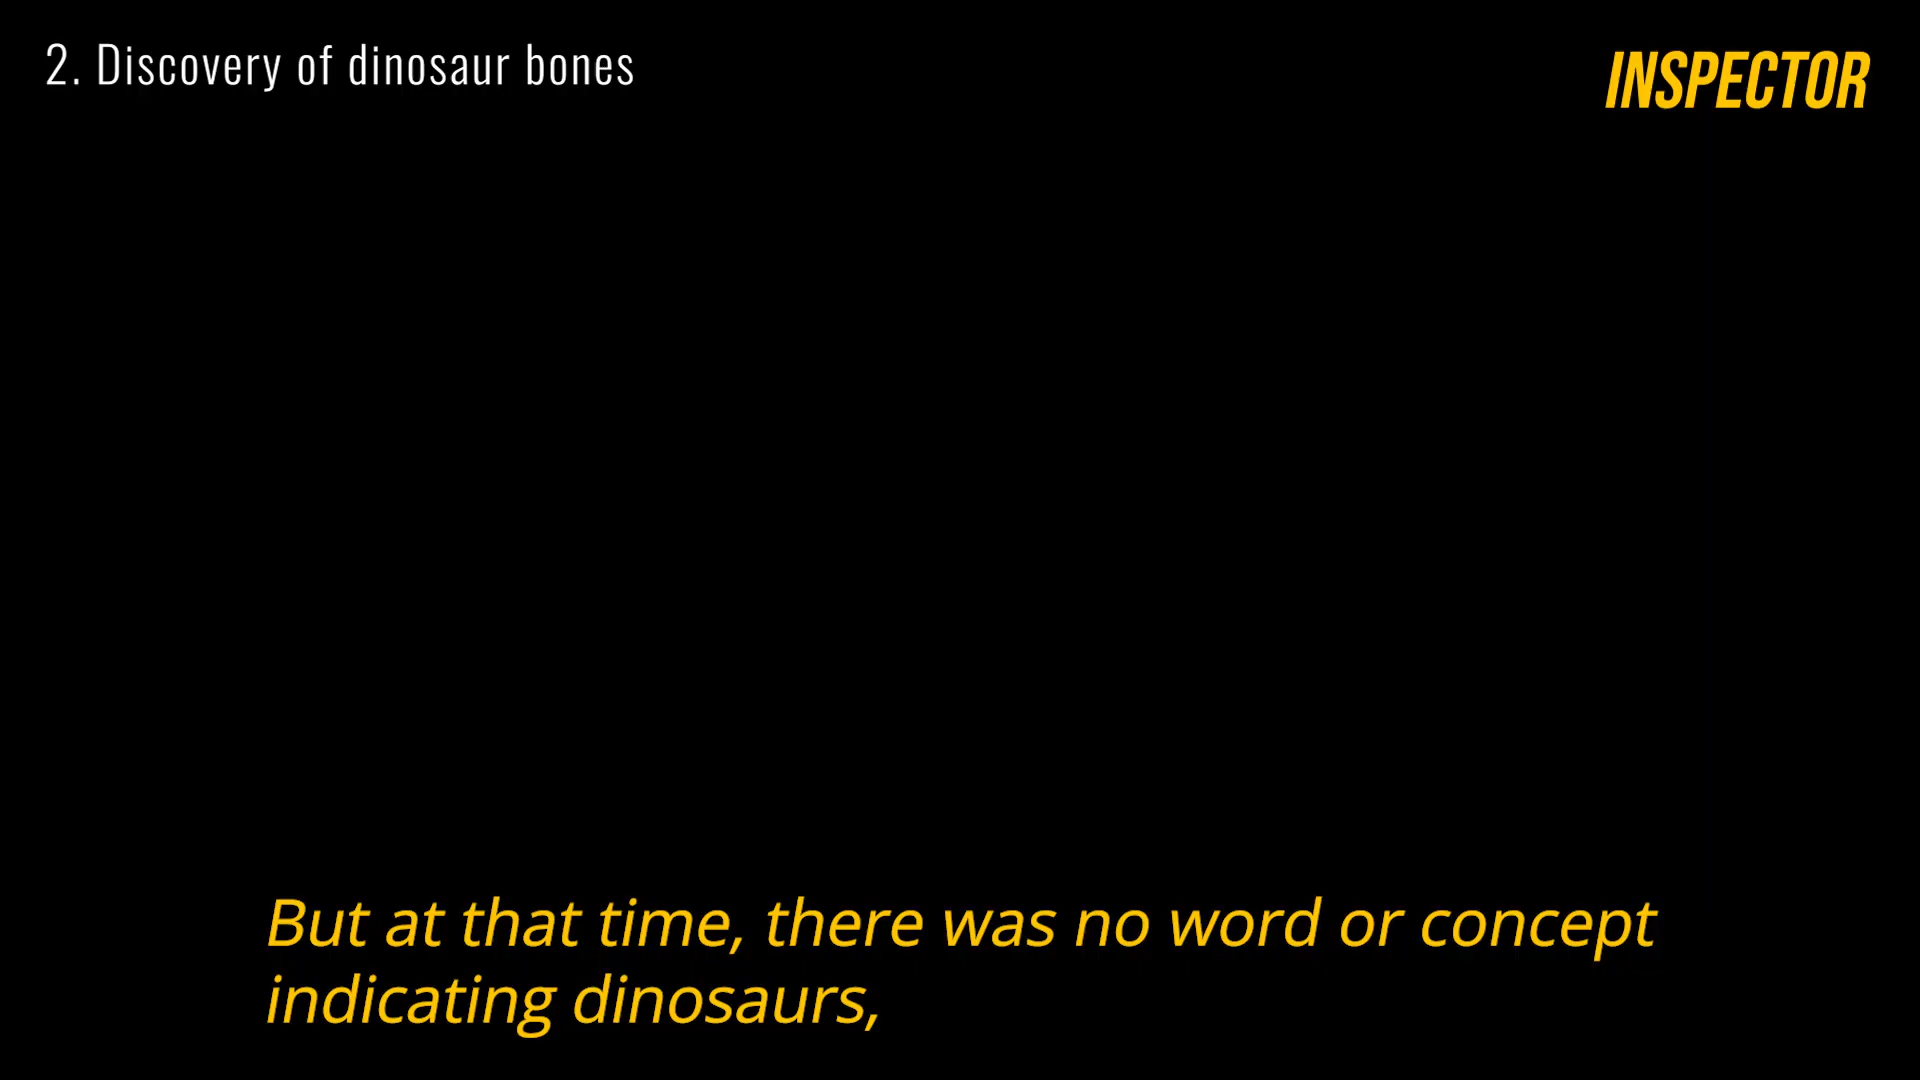 2. Discovery of dinosaur bones
INSPECTOR
But at that time, there was no word or concept
indicating dinosaurs,